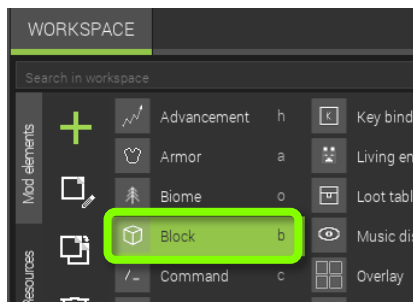 WORKSPACE
Search in workspace
Mod elements
Resources
Advancement h
Armor a
Biome o
Block b
Command c
Key bind
Living en
Loot tabl
Music di
Overlay